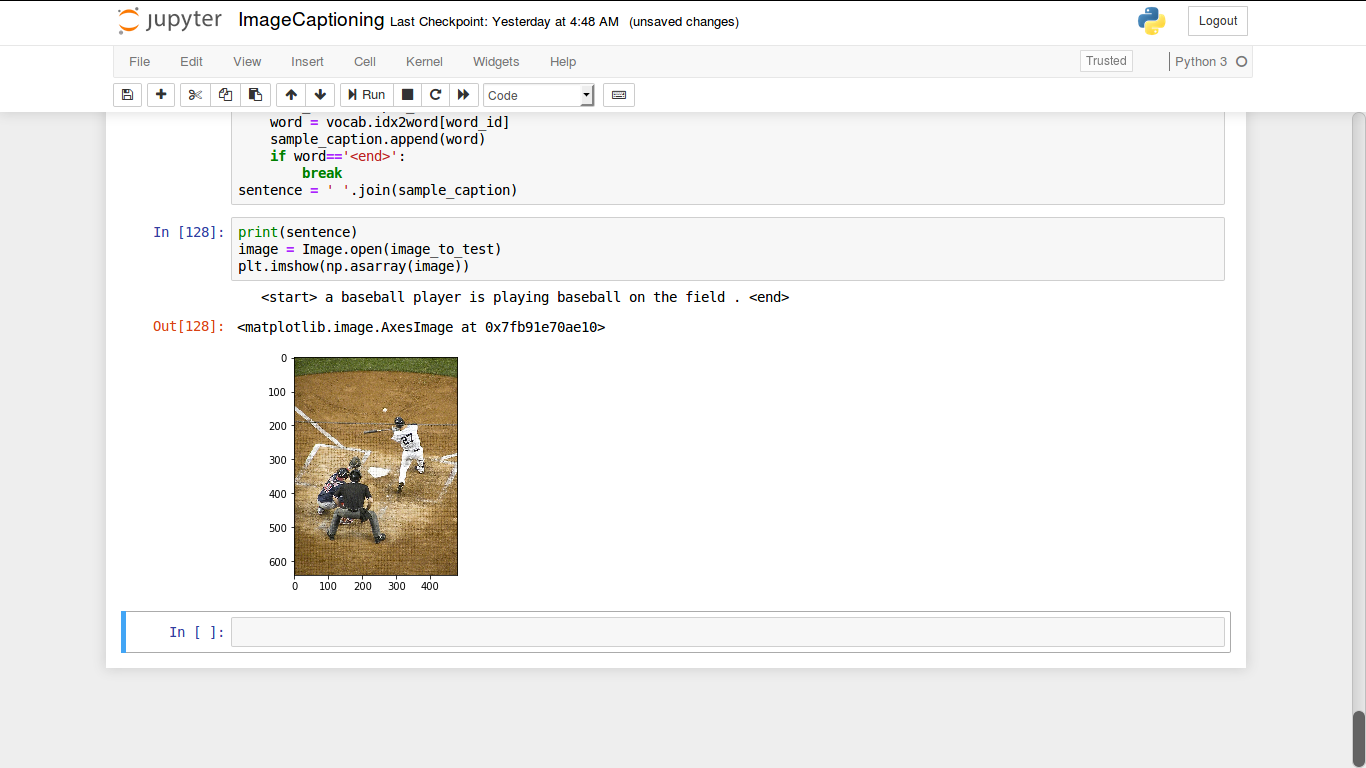 jupyter ImageCaptioning Last Checkpoint: Yesterday at 4:48 AM (unsaved changes) Logout
File Edit View Insert Cell Kernel Widgets Help Trusted Python 3
Run Code
word = vocab.idx2word[word_id]
sample_caption.append(word)
if word=='<end>':
break
sentence = ' '.join(sample_caption)
In [128]: print(sentence)
image = Image.open(image_to_test)
plt.imshow(np.asarray(image))
<start> a baseball player is playing baseball on the field . <end>
Out[128]: <matplotlib.image.AxesImage at 0x7fb91e70ae10>
0
100
200
300
400
500
600
0 100 200 300 400
27
In [ ]: